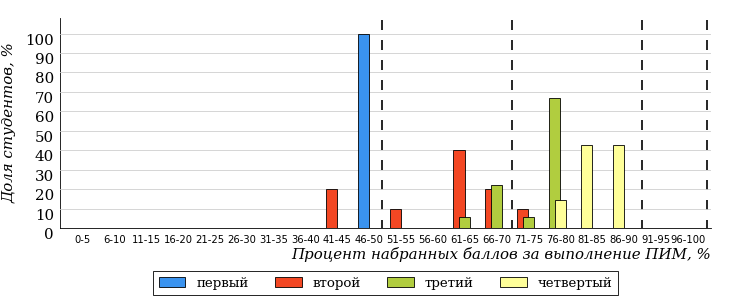 Доля студентов, %
100
90
80
70
60
50
40
30
20
10
0
0-5 6-10 11-15 16-20 21-25 26-30 31-35 36-40 41-45 46-50 51-55 56-60 61-65 66-70 71-75 76-80 81-85 86-90 91-95 96-100
Процент набранных баллов за выполнение ПИМ, %
первый второй третий четвертый